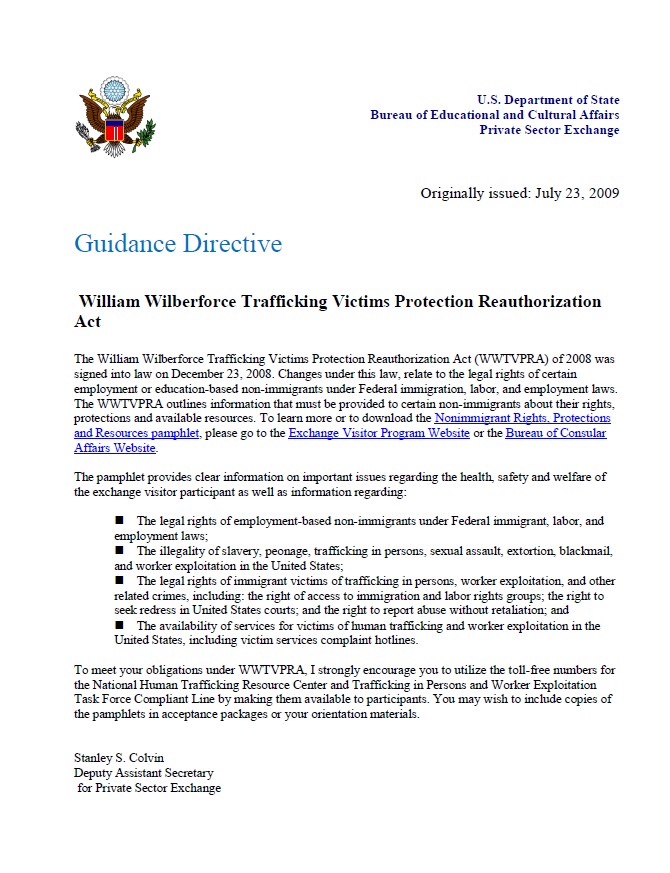 U.S. Department of State
Bureau of Educational and Cultural Affairs
Private Sector Exchange
Originally issued: July 23, 2009
Guidance Directive
William Wilberforce Trafficking Victims Protection Reauthorization
Act
The William Wilberforce Trafficking Victims Protection Reauthorization Act (WWTVPRA) of 2008 was
signed into law on December 23, 2008. Changes under this law, relate to the legal rights of certain
employment or education-based non-immigrants under Federal immigration, labor, and employment laws.
The WWTVPRA outlines information that must be provided to certain non-immigrants about their rights,
protections and available resources. To learn more or to download the Nonimmigrant Rights, Protections
and Resources pamphlet, please go to the Exchange Visitor Program Website or the Bureau of Consular
Affairs Website.
The pamphlet provides clear information on important issues regarding the health, safety and welfare of
the exchange visitor participant as well as information regarding:
■ The legal rights of employment-based non-immigrants under Federal immigrant, labor, and
employment laws;
■ The illegality of slavery, peonage, trafficking in persons, sexual assault, extortion, blackmail,
and worker exploitation in the United States;
■ The legal rights of immigrant victims of trafficking in persons, worker exploitation, and other
related crimes, including: the right of access to immigration and labor rights groups; the right to
seek redress in United States courts; and the right to report abuse without retaliation; and
■ The availability of services for victims of human trafficking and worker exploitation in the
United States, including victim services complaint hotlines.
To meet your obligations under WWTVPRA, I strongly encourage you to utilize the toll-free numbers for
the National Human Trafficking Resource Center and Trafficking in Persons and Worker Exploitation
Task Force Compliant Line by making them available to participants. You may wish to include copies of
the pamphlets in acceptance packages or your orientation materials.
Stanley S. Colvin
Deputy Assistant Secretary
for Private Sector Exchange